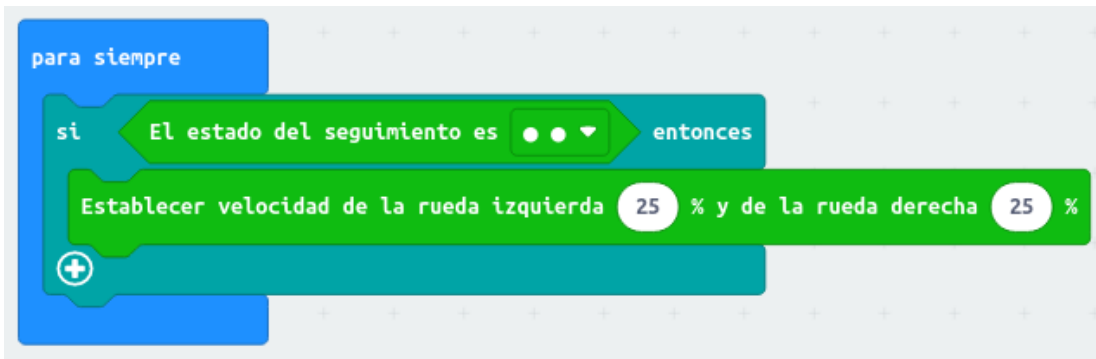 para siempre
si El estado del seguimiento es ● ● entonces
Establecer velocidad de la rueda izquierda 25 % y de la rueda derecha 25 %